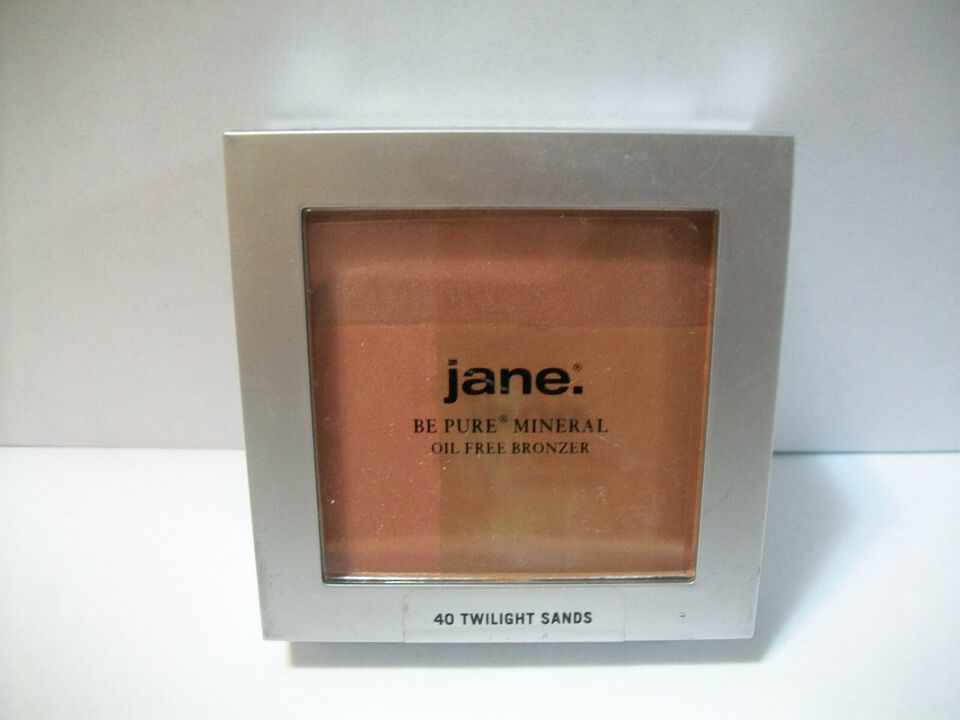 jane.®
BE PURE® MINERAL
OIL FREE BRONZER
40 TWILIGHT SANDS